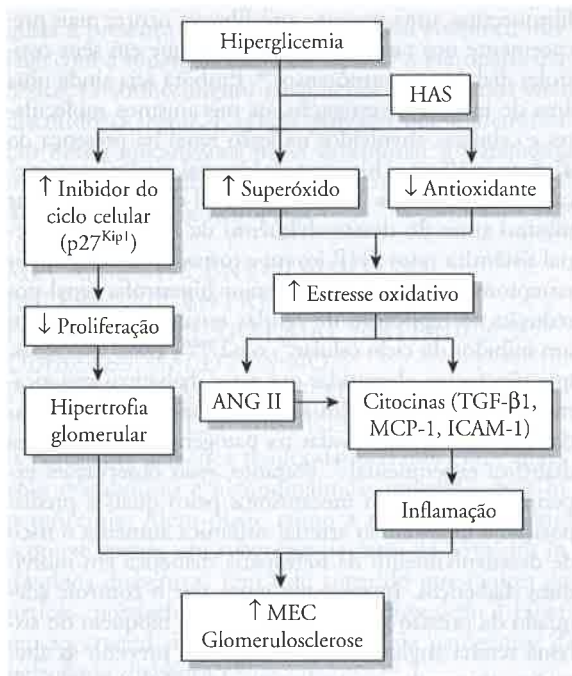 Hiperglicemia
HAS
↑ Inibidor do
ciclo celular
(p27Kip1)
↑ Superóxido
↓ Antioxidante
↓ Proliferação
↑ Estresse oxidativo
Hipertrofia
glomerular
ANG II
Citocinas (TGF-β1,
MCP-1, ICAM-1)
Inflamação
↑ MEC
Glomerulosclerose